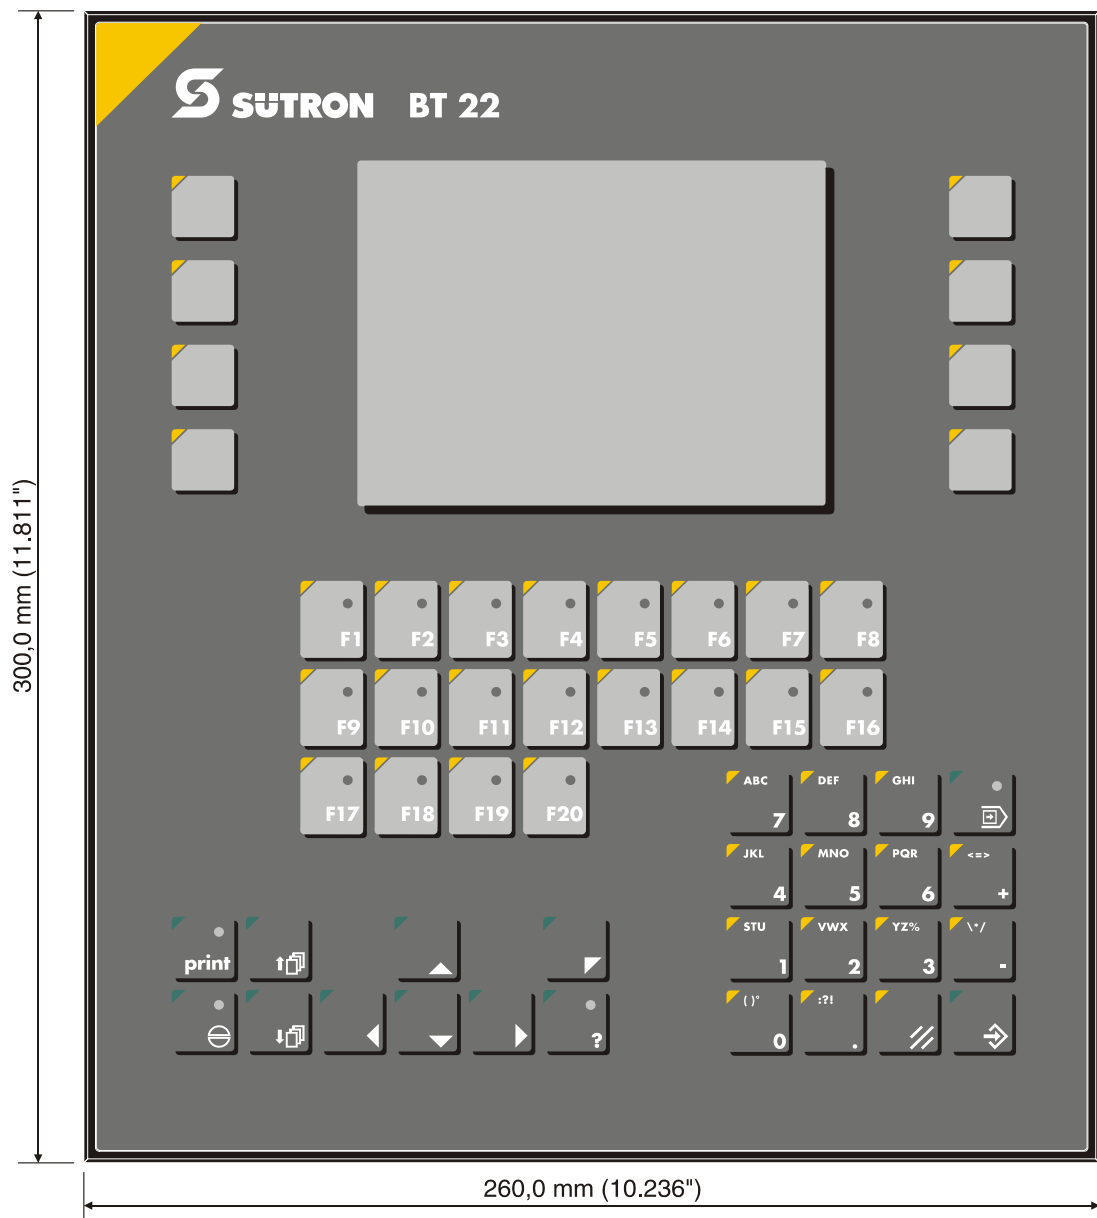 SÜTRON BT 22
300,0 mm (11.811")
F1 F2 F3 F4 F5 F6 F7 F8
F9 F10 F11 F12 F13 F14 F15 F16
F17 F18 F19 F20
ABC DEF GHI
7 8 9
JKL MNO PQR <=>
4 5 6 +
STU VWX YZ% \*/
print 1 2 3 -
( )° :?!
? 0 .
260,0 mm (10.236")